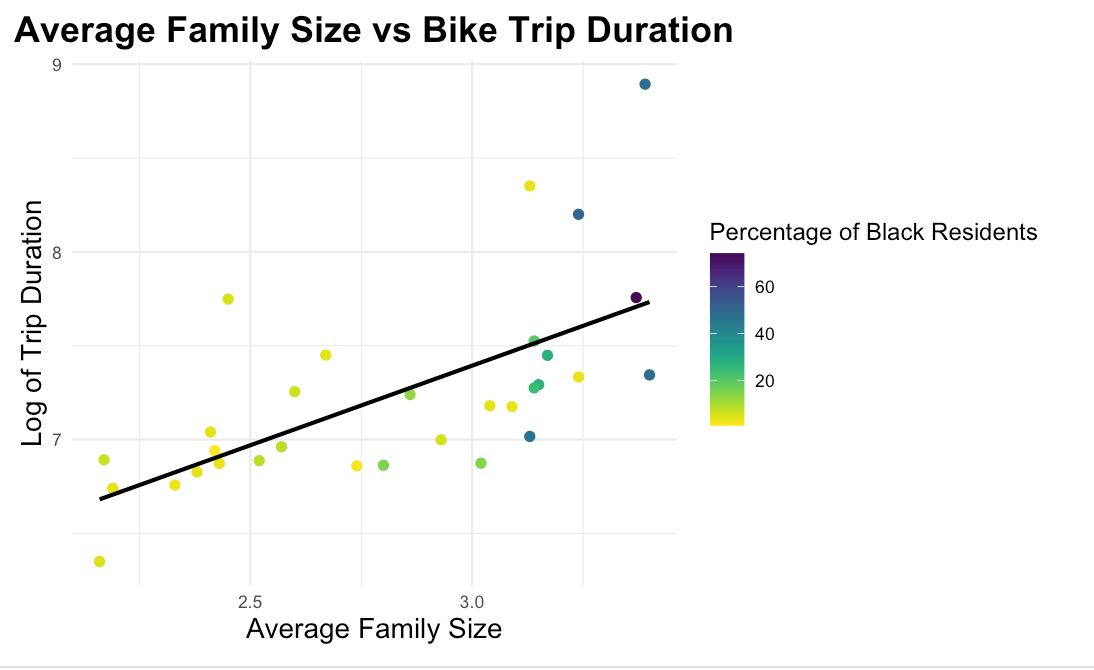 Average Family Size vs Bike Trip Duration
9
8
7
Log of Trip Duration
2.5 3.0
Average Family Size
Percentage of Black Residents
60
40
20